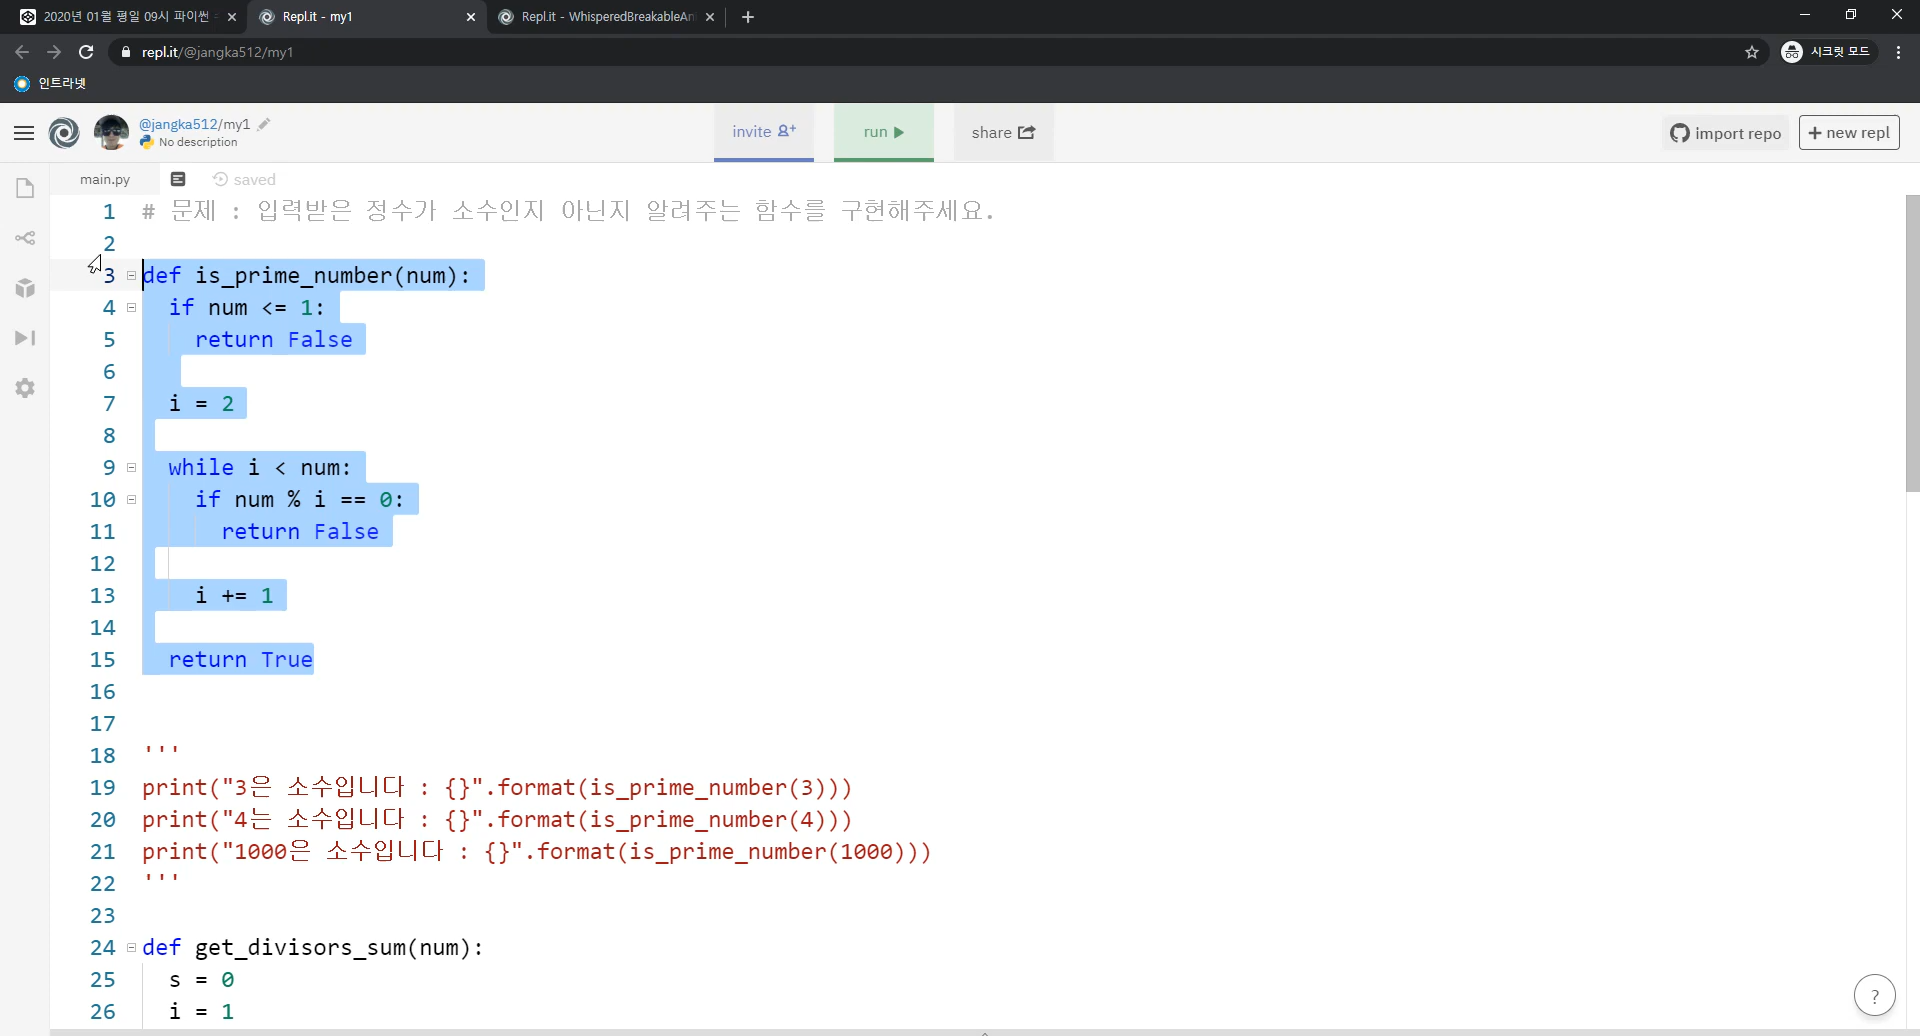 2020년 01월 평일 09시 파이썬
Repl.it - my1
Repl.it - WhisperedBreakableAn
repl.it/@jangka512/my1
시크릿 모드
인트라넷
@jangka512/my1
No description
invite
run
share
import repo
+ new repl
main.py
saved
1 # 문제 : 입력받은 정수가 소수인지 아닌지 알려주는 함수를 구현해주세요.
2
3 def is_prime_number(num):
4 if num <= 1:
5 return False
6
7 i = 2
8
9 while i < num:
10 if num % i == 0:
11 return False
12
13 i += 1
14
15 return True
16
17
18 '''
19 print("3은 소수입니다 : {}".format(is_prime_number(3)))
20 print("4는 소수입니다 : {}".format(is_prime_number(4)))
21 print("1000은 소수입니다 : {}".format(is_prime_number(1000)))
22 '''
23
24 def get_divisors_sum(num):
25 s = 0
26 i = 1
?